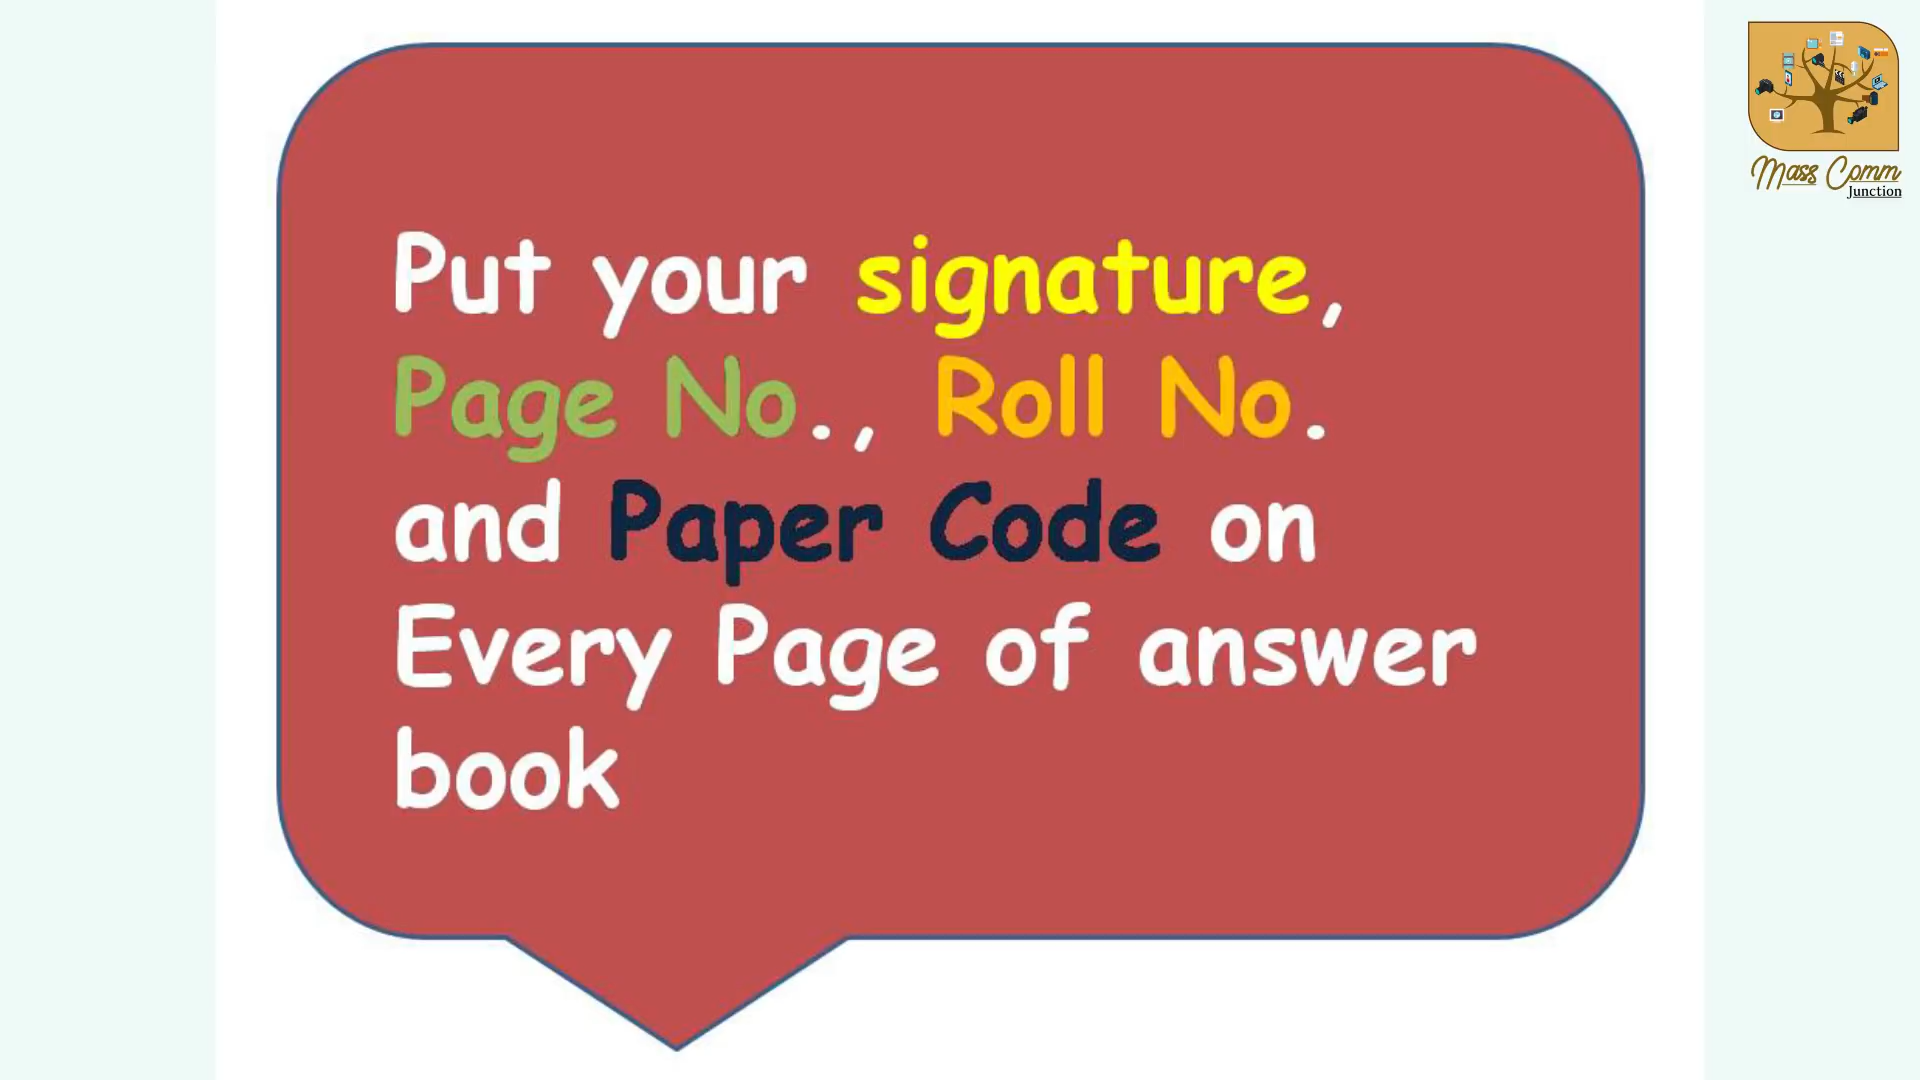 Put your signature,
Page No., Roll No.
and Paper Code on
Every Page of answer
book
Mass Comm
Junction